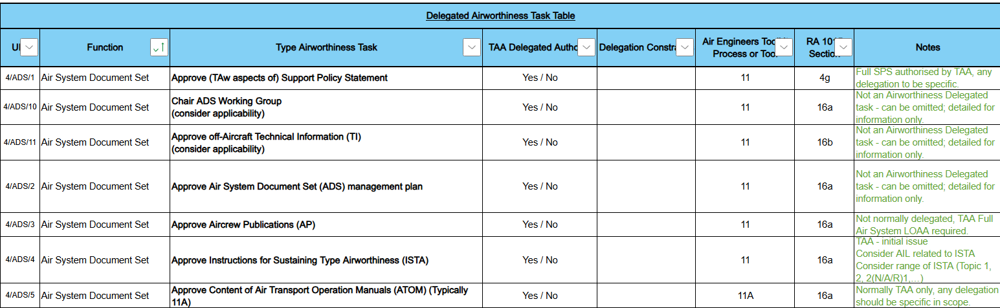 Delegated Airworthiness Task Table
Function
Type Airworthiness Task
TAA Delegated
Delegation
Air Engineers
Process or
RA
Notes
4/ADS/1 Air System Document Set Approve (TAw aspects of) Support Policy Statement Yes / No 11 4g Full SPS authorised by TAA, any
delegation to be specific.
4/ADS/10 Air System Document Set Chair ADS Working Group
(consider applicability) Yes / No 11 16a Not an Airworthiness Delegated
task - can be omitted; detailed for
information only.
4/ADS/11 Air System Document Set Approve off-Aircraft Technical Information (TI)
(consider applicability) Yes / No 11 16b Not an Airworthiness Delegated
task - can be omitted; detailed for
information only.
4/ADS/2 Air System Document Set Approve Air System Document Set (ADS) management plan Yes / No 11 16a Not an Airworthiness Delegated
task - can be omitted; detailed for
information only.
4/ADS/3 Air System Document Set Approve Aircrew Publications (AP) Yes / No 11 16a Not normally delegated, TAA Full
Air System LOAA required.
4/ADS/4 Air System Document Set Approve Instructions for Sustaining Type Airworthiness (ISTA) Yes / No 11 16a TAA - initial issue
Consider AIL related to ISTA
Consider range of ISTA (Topic 1,
2, 2(N/A/R)1,...)
4/ADS/5 Air System Document Set Approve Content of Air Transport Operation Manuals (ATOM) (Typically
11A) Yes / No 11A 16a Normally TAA only, any delegation
should be specific in scope.